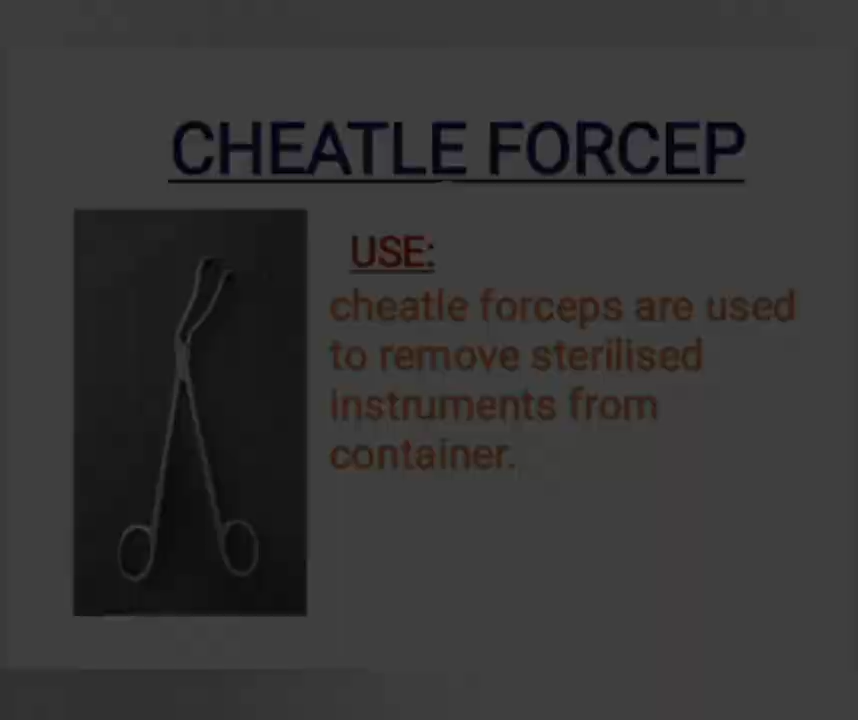 CHEATLE FORCEP
USE:
cheatle forceps are used
to remove sterilised
instruments from
container.